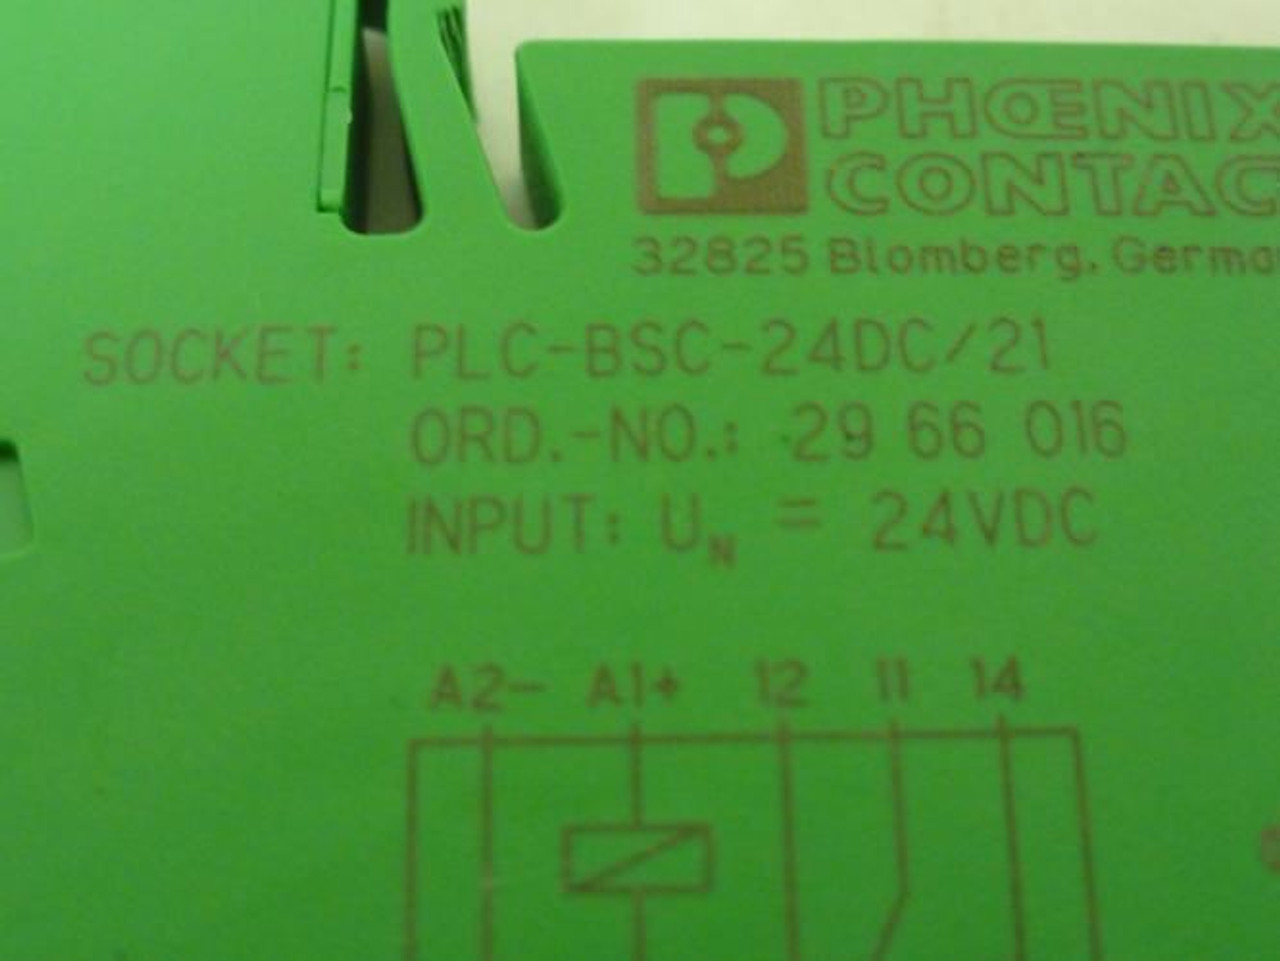 PHŒNIX
CONTAC
32825 Blomberg, Germa
SOCKET: PLC-BSC-24DC/21
ORD.-NO.: 29 66 016
INPUT: UN = 24VDC
A2- A1+ 12 11 14